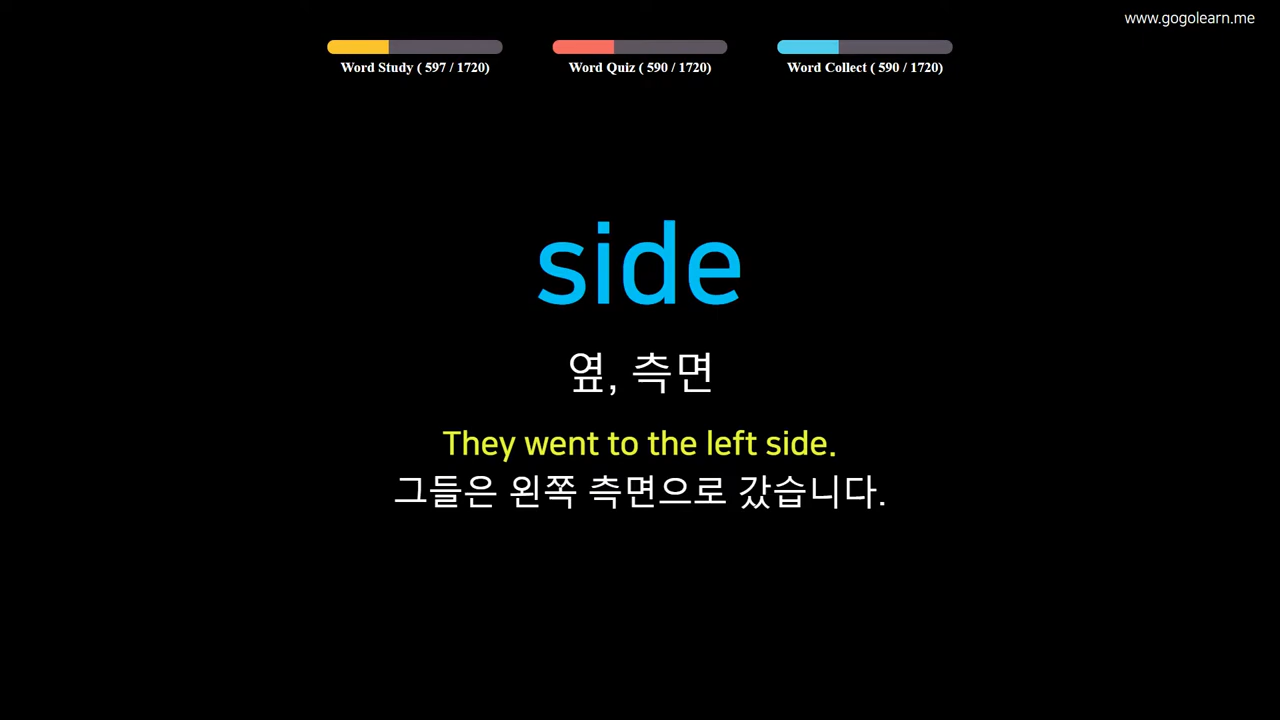 www.gogolearn.me
Word Study ( 597 / 1720)
Word Quiz ( 590 / 1720)
Word Collect ( 590 / 1720)
side
옆, 측면
They went to the left side.
그들은 왼쪽 측면으로 갔습니다.